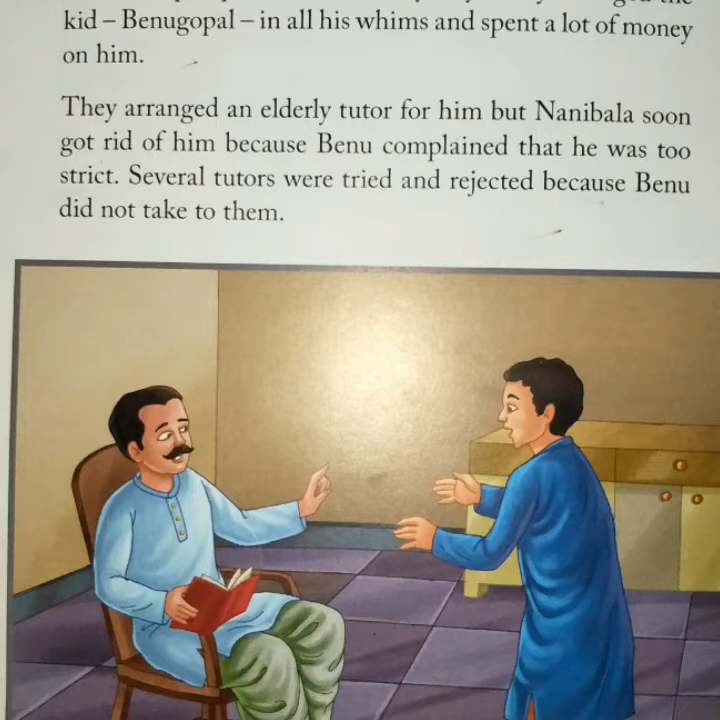 the
kid – Benugopal – in all his whims and spent a lot of money
on him.
They arranged an elderly tutor for him but Nanibala soon
got rid of him because Benu complained that he was too
strict. Several tutors were tried and rejected because Benu
did not take to them.